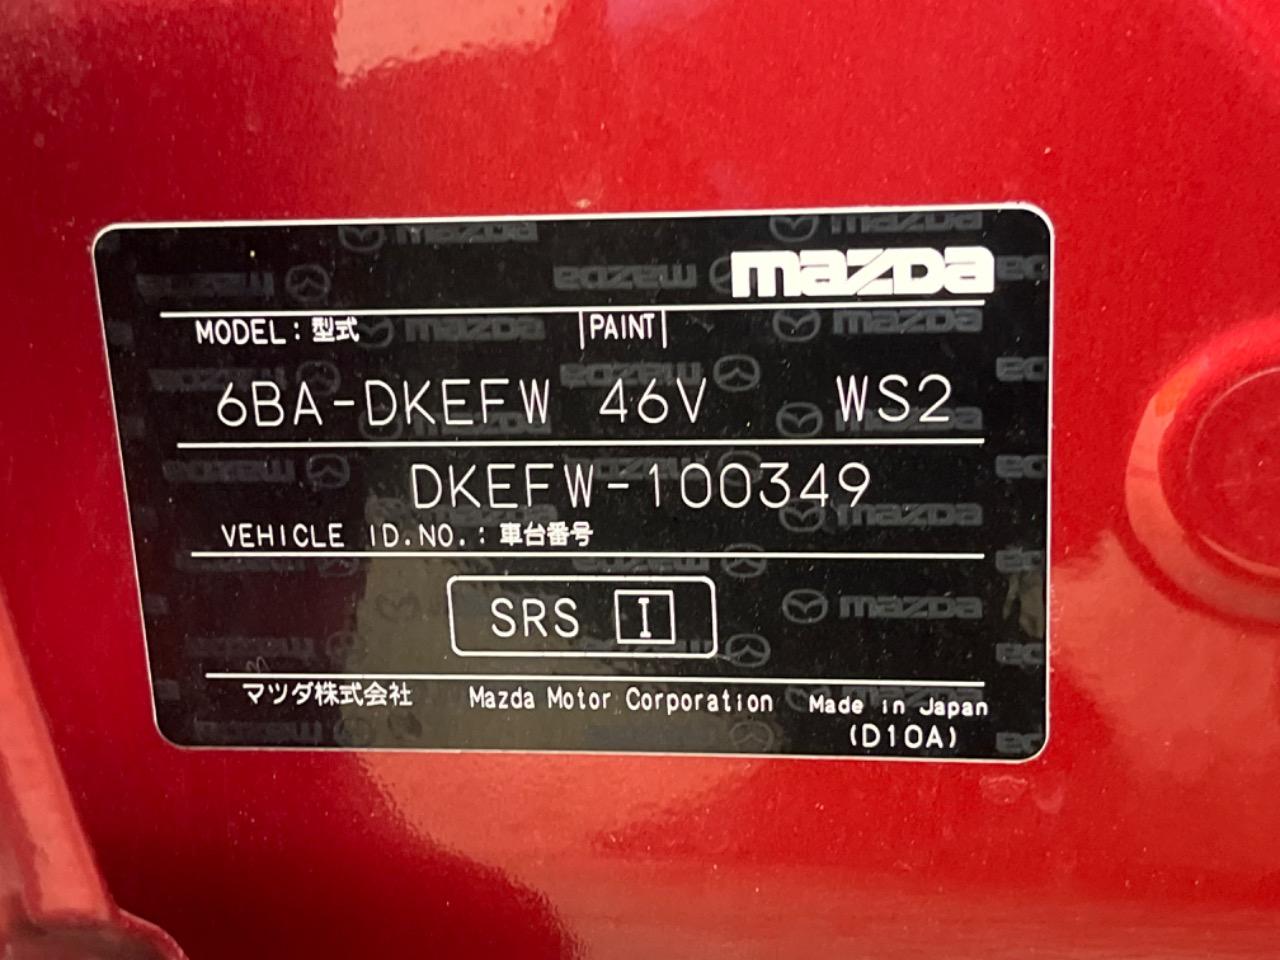 mazda
MODEL：型式 PAINT
6BA-DKEFW 46V WS2
DKEFW-100349
VEHICLE ID.NO.：車台番号
SRS I
マツダ株式会社 Mazda Motor Corporation Made in Japan
(D10A)